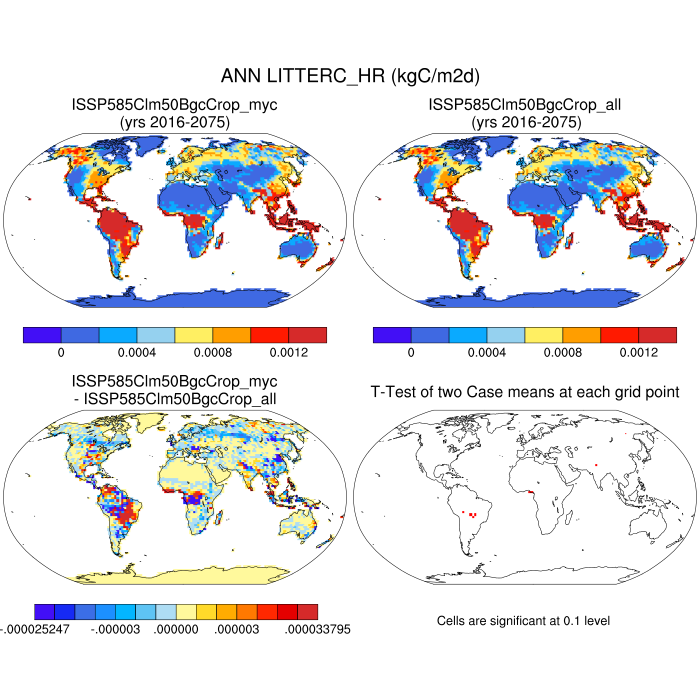 ANN LITTERC_HR (kgC/m2d)
ISSP585Clm50BgcCrop_myc
(yrs 2016-2075)
ISSP585Clm50BgcCrop_all
(yrs 2016-2075)
0 0.0004 0.0008 0.0012
0 0.0004 0.0008 0.0012
ISSP585Clm50BgcCrop_myc
- ISSP585Clm50BgcCrop_all
T-Test of two Case means at each grid point
-.000025247 -.000003 .000000 .000003 .000033795
Cells are significant at 0.1 level